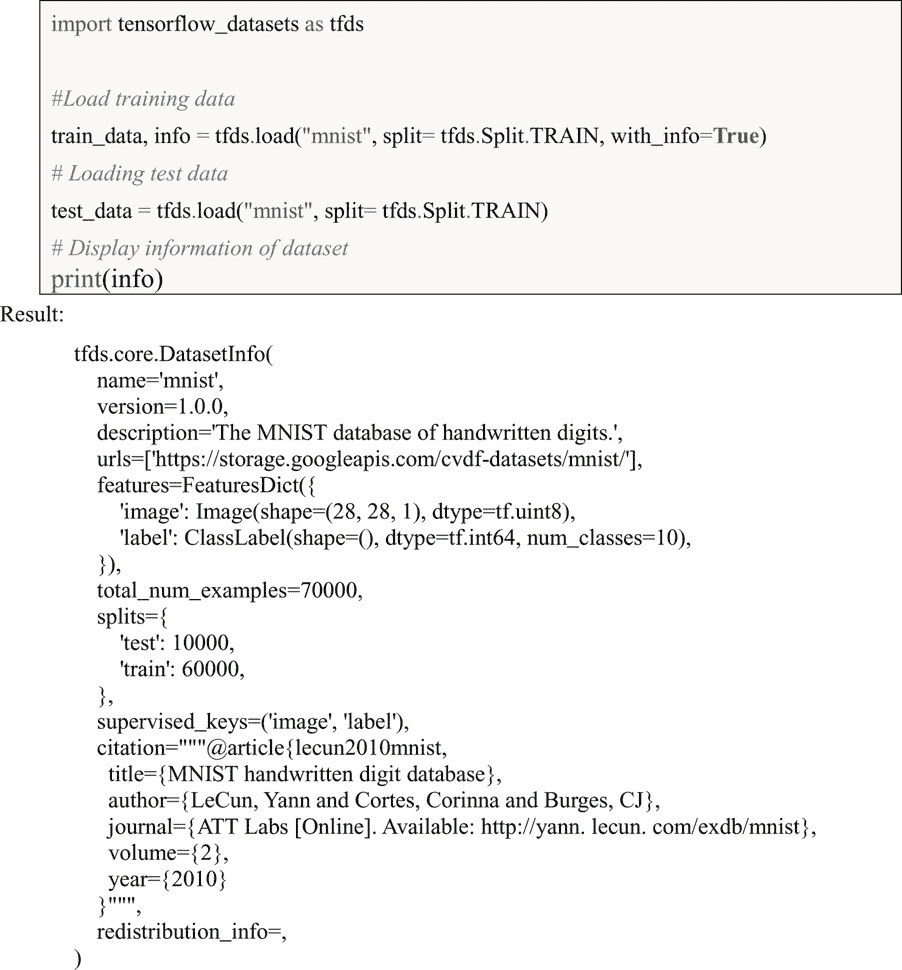 import tensorflow_datasets as tfds
#Load training data
train_data, info = tfds.load("mnist", split= tfds.Split.TRAIN, with_info=True)
# Loading test data
test_data = tfds.load("mnist", split= tfds.Split.TRAIN)
# Display information of dataset
print(info)
Result:
tfds.core.DatasetInfo(
name='mnist',
version=1.0.0,
description='The MNIST database of handwritten digits.',
urls=['https://storage.googleapis.com/cvdf-datasets/mnist/'],
features=FeaturesDict({
'image': Image(shape=(28, 28, 1), dtype=tf.uint8),
'label': ClassLabel(shape=(), dtype=tf.int64, num_classes=10),
}),
total_num_examples=70000,
splits={
'test': 10000,
'train': 60000,
},
supervised_keys=('image', 'label'),
citation="""@article{lecun2010mnist,
title={MNIST handwritten digit database},
author={LeCun, Yann and Cortes, Corinna and Burges, CJ},
journal={ATT Labs [Online]. Available: http://yann. lecun. com/exdb/mnist},
volume={2},
year={2010}
}""",
redistribution_info=,
)